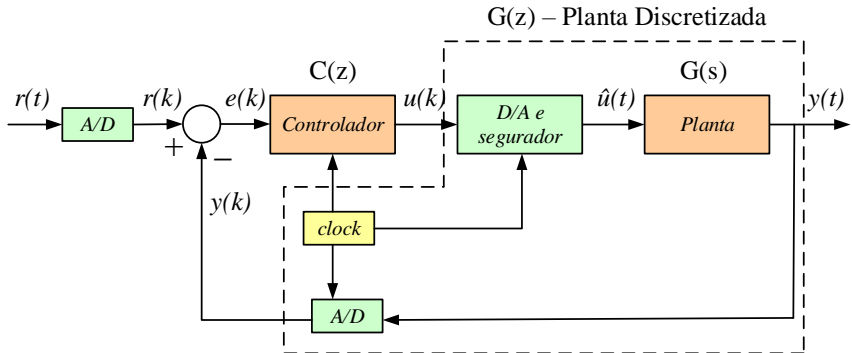 G(z) – Planta Discretizada
C(z)
G(s)
r(t)
r(k)
e(k)
u(k)
û(t)
y(t)
A/D
Controlador
D/A e
segurador
Planta
+
−
y(k)
clock
A/D